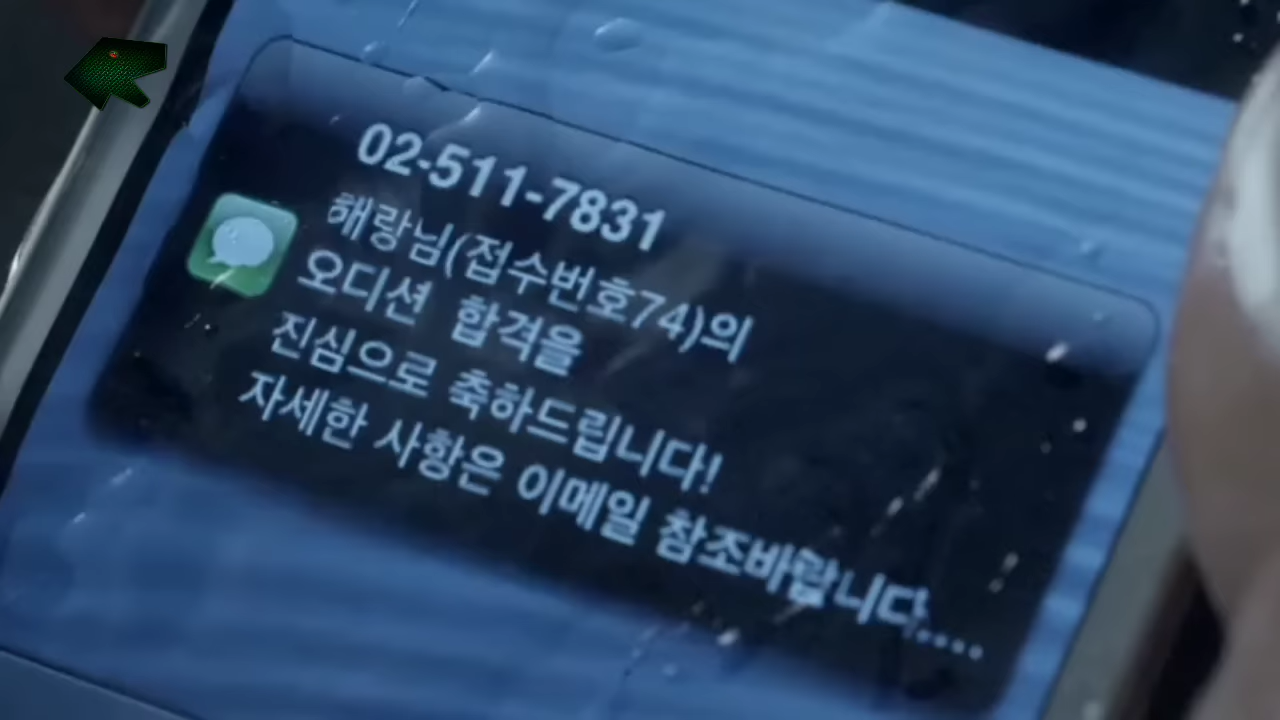 02-511-7831
해랑님(접수번호74)의
오디션 합격을
진심으로 축하드립니다!
자세한 사항은 이메일 참조바랍니다....